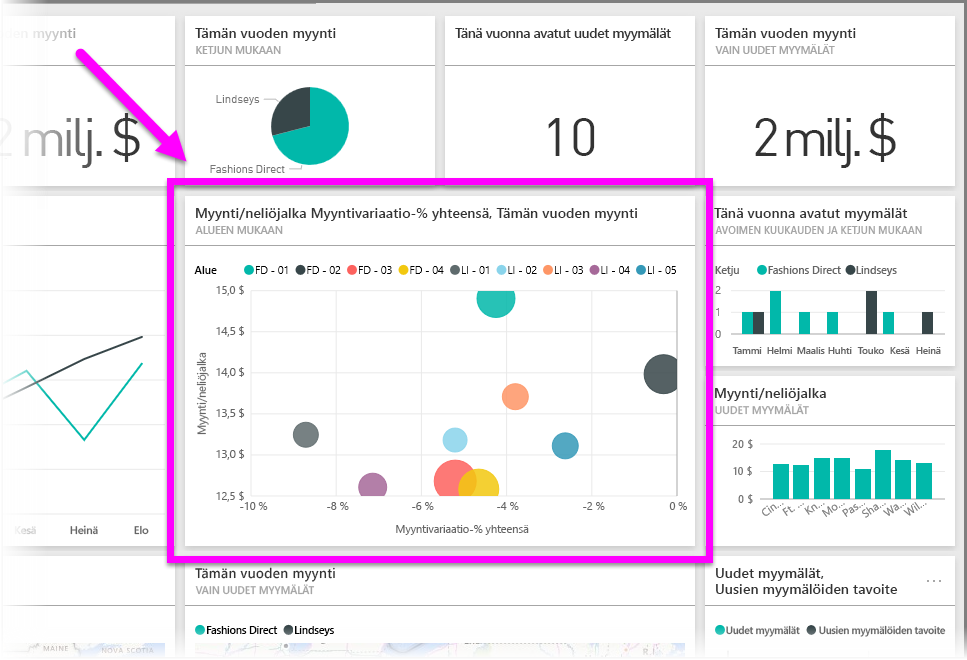 en myynti
2 milj. $
Tämän vuoden myynti
KETJUN MUKAAN
Lindseys
Fashions Direct
Tänä vuonna avatut uudet myymälät
10
Tämän vuoden myynti
VAIN UUDET MYYMÄLÄT
2 milj. $
Kesä Heinä Elo
Myynti/neliöjalka Myyntivariaatio-% yhteensä, Tämän vuoden myynti
ALUEEN MUKAAN
Alue FD - 01 FD - 02 FD - 03 FD - 04 LI - 01 LI - 02 LI - 03 LI - 04 LI - 05
15,0 $
14,5 $
14,0 $
13,5 $
13,0 $
12,5 $
Myynti/neliöjalka
-10 % -8 % -6 % -4 % -2 % 0 %
Myyntivariaatio-% yhteensä
Tänä vuonna avatut myymälät
AVOIMEN KUUKAUDEN JA KETJUN MUKAAN
Ketju Fashions Direct Lindseys
2
1
0
Tammi Helmi Maalis Huhti Touko Kesä Heinä
Myynti/neliöjalka
UUDET MYYMÄLÄT
20 $
10 $
0 $
Cin... Ft. ... Kn... Mo... Pas... Sha... Wa... Wil...
Tämän vuoden myynti
VAIN UUDET MYYMÄLÄT
Fashions Direct Lindseys
MAINE
NOVA SCOTIA
Uudet myymälät,
Uusien myymälöiden tavoite
...
Uudet myymälät Uusien myymälöiden tavoite